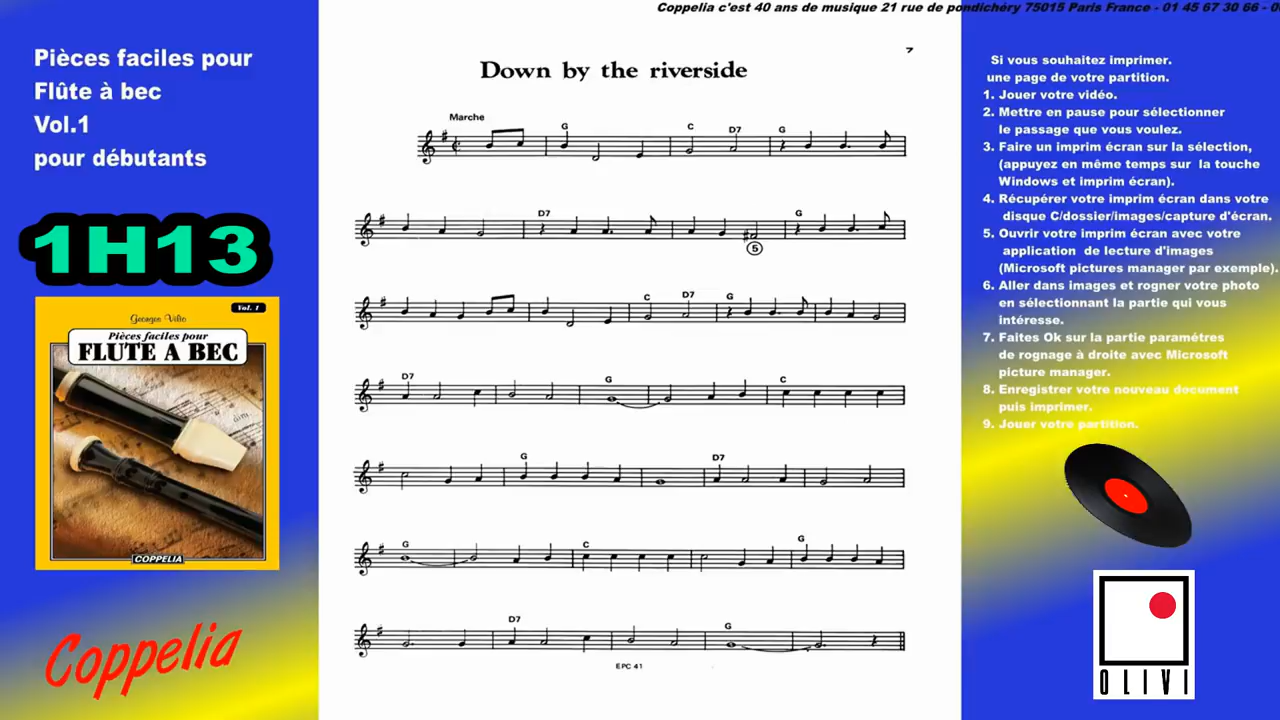 Coppelia c'est 40 ans de musique 21 rue de pondichéry 75015 Paris France - 01 45 67 30 66 -
Pièces faciles pour
Flûte à bec
Vol.1
pour débutants
1H13
Vol. 1
Georges Vilio
Pièces faciles pour
FLUTE A BEC
dim.
COPPELIA
Coppelia
7
Down by the riverside
Marche
G C D7 G
D7 G
5
C D7 G
D7 G C
G D7
G C G
D7 G
EPC 41
Si vous souhaitez imprimer.
une page de votre partition.
1. Jouer votre vidéo.
2. Mettre en pause pour sélectionner
le passage que vous voulez.
3. Faire un imprim écran sur la sélection,
(appuyez en même temps sur la touche
Windows et imprim écran).
4. Récupérer votre imprim écran dans votre
disque C/dossier/images/capture d'écran.
5. Ouvrir votre imprim écran avec votre
application de lecture d'images
(Microsoft pictures manager par exemple).
6. Aller dans images et rogner votre photo
en sélectionnant la partie qui vous
intéresse.
7. Faites Ok sur la partie paramétres
de rognage à droite avec Microsoft
picture manager.
8. Enregistrer votre nouveau document
puis imprimer.
9. Jouer votre partition.
OLIVI